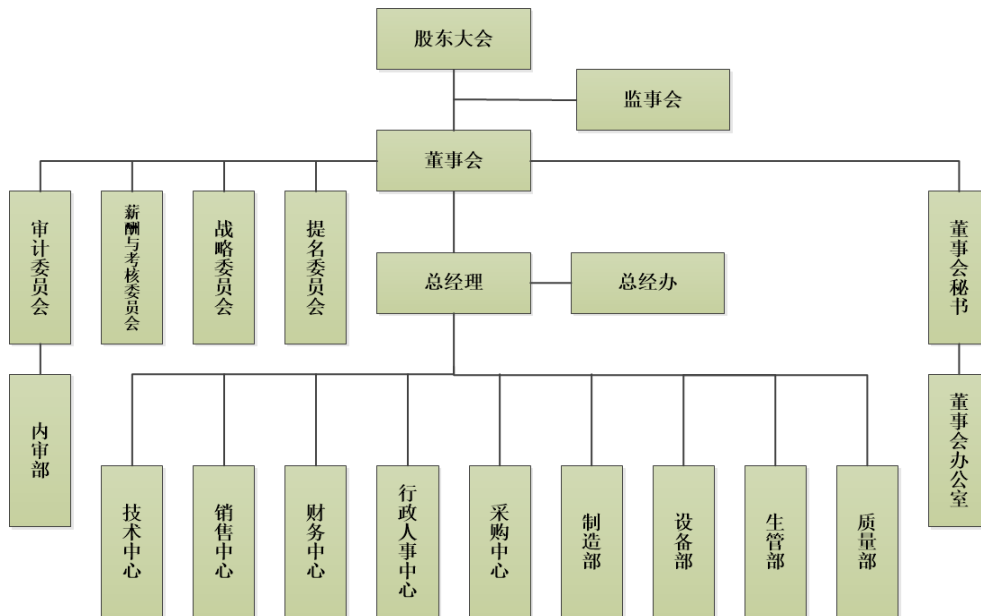 股东大会
监事会
董事会
审计委员会
薪酬与考核委员会
战略委员会
提名委员会
董事会秘书
总经理
总经办
内审部
董事会办公室
技术中心
销售中心
财务中心
行政人事中心
采购中心
制造部
设备部
生管部
质量部